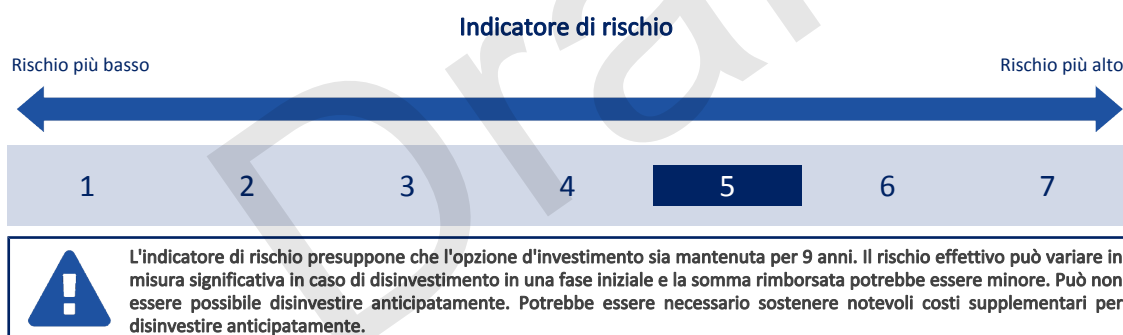 Indicatore di rischio
Rischio più basso
Rischio più alto
1 2 3 4 5 6 7
L'indicatore di rischio presuppone che l'opzione d'investimento sia mantenuta per 9 anni. Il rischio effettivo può variare in
misura significativa in caso di disinvestimento in una fase iniziale e la somma rimborsata potrebbe essere minore. Può non
essere possibile disinvestire anticipatamente. Potrebbe essere necessario sostenere notevoli costi supplementari per
disinvestire anticipatamente.